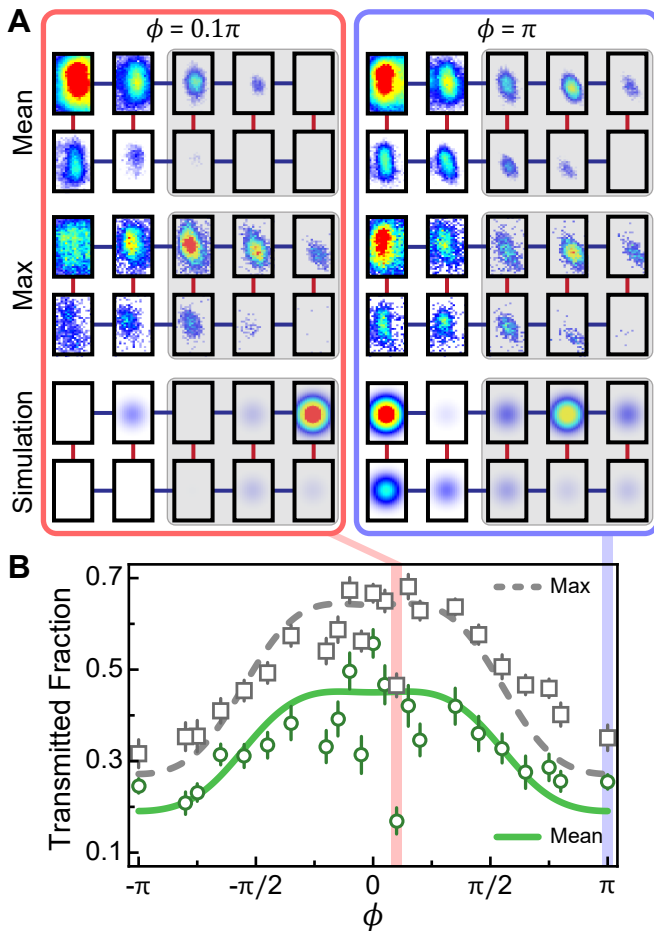 A
ϕ = 0.1π
ϕ = π
Mean
Max
Simulation
B
Transmitted Fraction
0.7
0.5
0.3
0.1
Max
Mean
-π
-π/2
0
π/2
π
ϕ